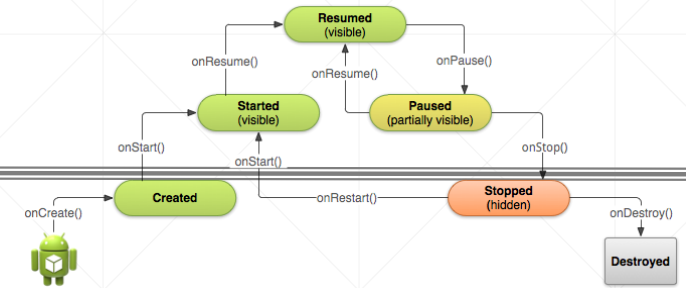 Resumed
(visible)
onResume()
onPause()
onResume()
Started
(visible)
Paused
(partially visible)
onStart()
onStop()
onStart()
Created
onRestart()
Stopped
(hidden)
onCreate()
onDestroy()
Destroyed